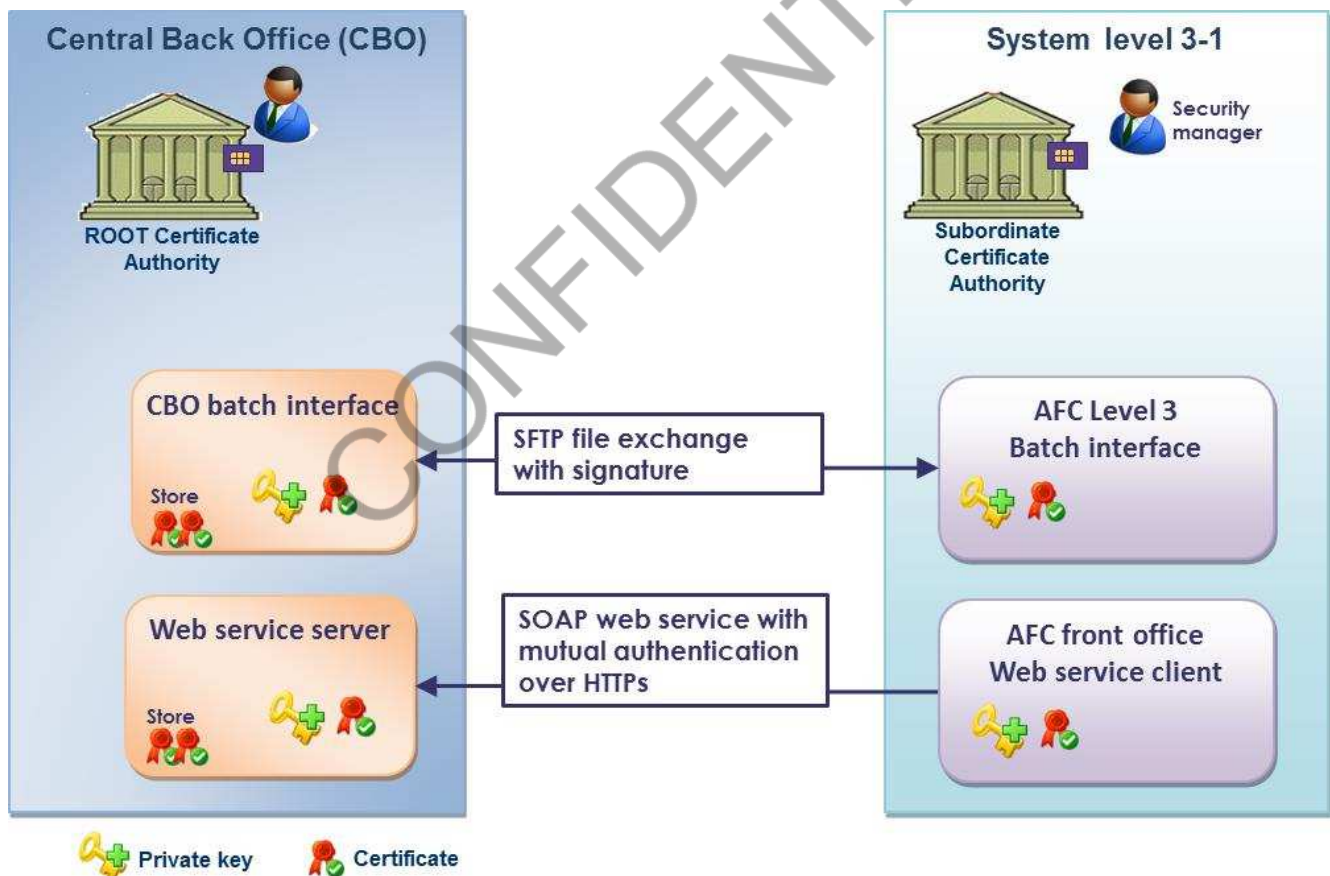 Central Back Office (CBO)
System level 3-1
Security
manager
ROOT Certificate
Authority
Subordinate
Certificate
Authority
CBO batch interface
Store
SFTP file exchange
with signature
AFC Level 3
Batch interface
Web service server
Store
SOAP web service with
mutual authentication
over HTTPs
AFC front office
Web service client
Private key
Certificate
CONFIDENT